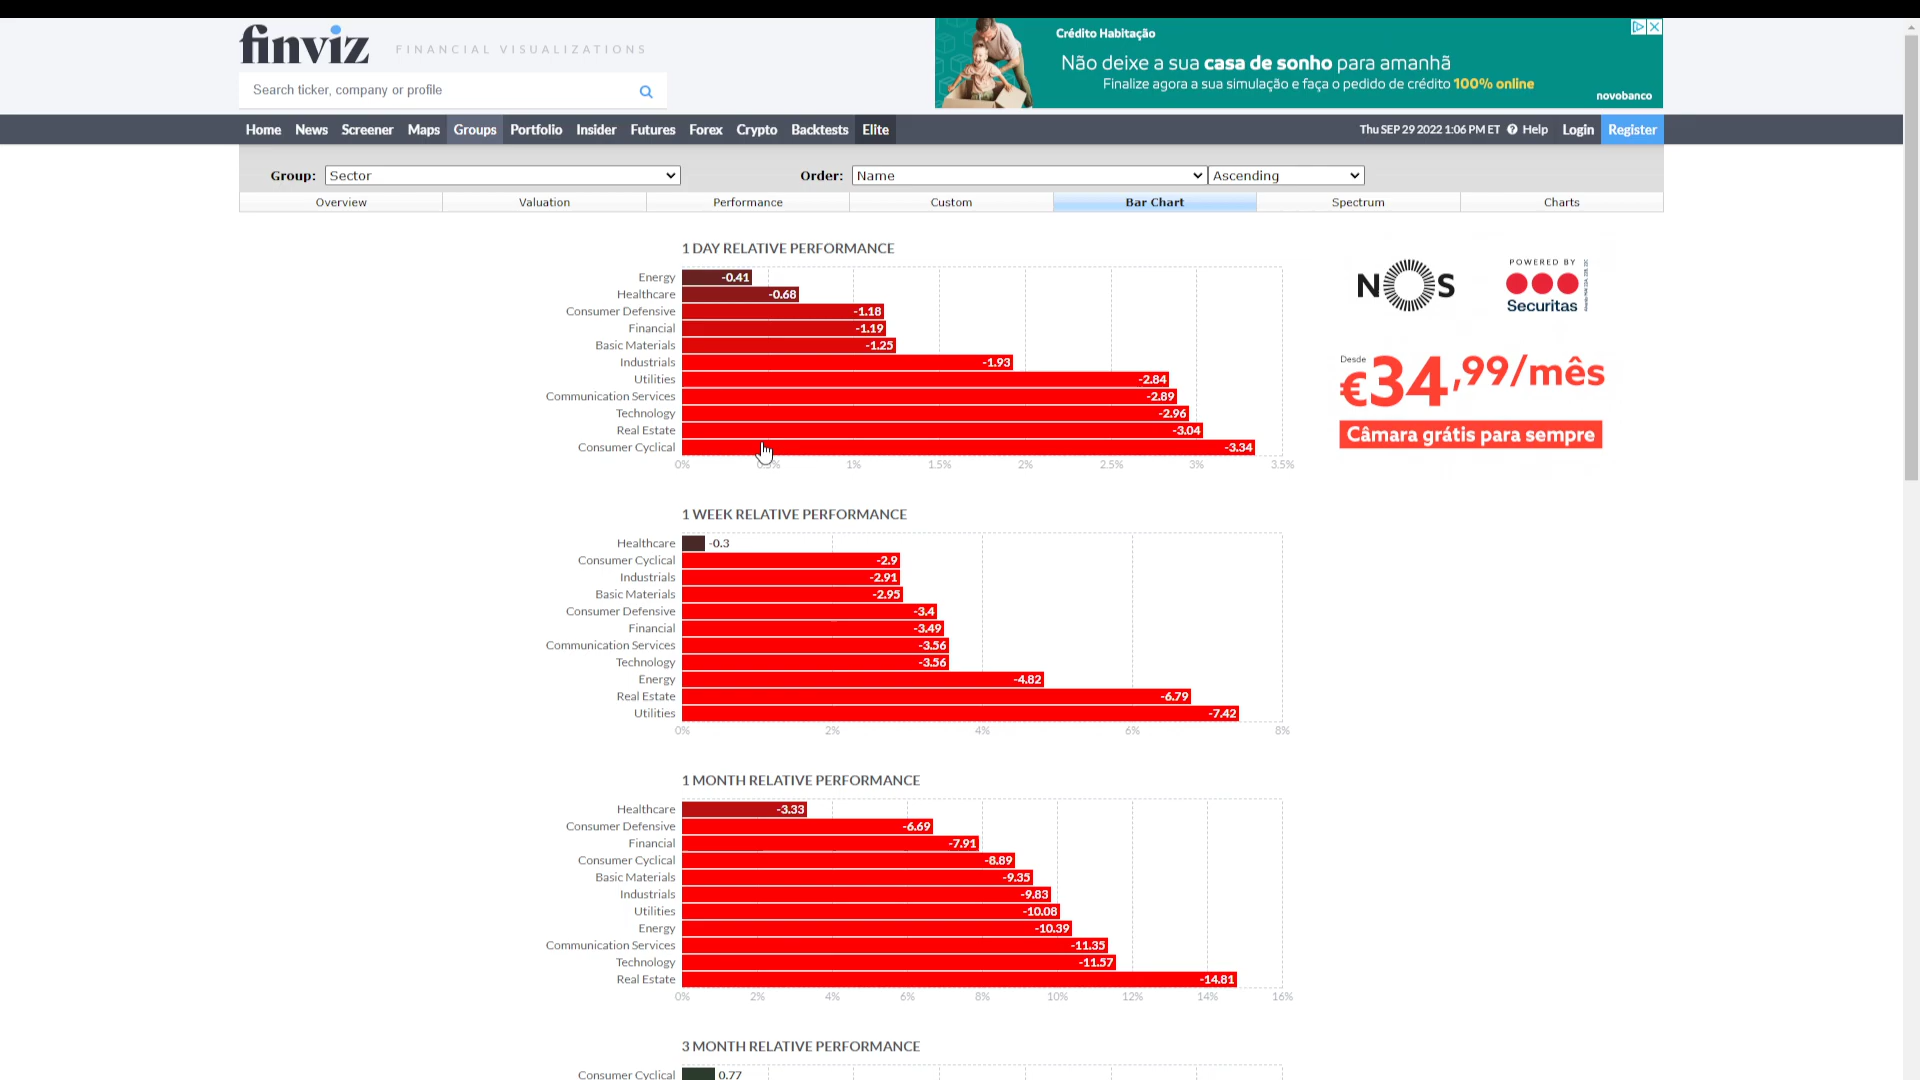 finviz FINANCIAL VISUALIZATIONS
Search ticker, company or profile
Crédito Habitação
Não deixe a sua casa de sonho para amanhã
Finalize agora a sua simulação e faça o pedido de crédito 100% online
novobanco
Home News Screener Maps Groups Portfolio Insider Futures Forex Crypto Backtests Elite Thu SEP 29 2022 1:06 PM ET Help Login Register
Group: Sector Order: Name Ascending
Overview Valuation Performance Custom Bar Chart Spectrum Charts
1 DAY RELATIVE PERFORMANCE
Energy -0.41
Healthcare -0.68
Consumer Defensive -1.18
Financial -1.19
Basic Materials -1.25
Industrials -1.93
Utilities -2.84
Communication Services -2.89
Technology -2.96
Real Estate -3.04
Consumer Cyclical -3.34
0% 0.5% 1% 1.5% 2% 2.5% 3% 3.5%
NOS
POWERED BY
Securitas
Desde
€34,99/mês
Câmara grátis para sempre
1 WEEK RELATIVE PERFORMANCE
Healthcare -0.3
Consumer Cyclical -2.9
Industrials -2.91
Basic Materials -2.95
Consumer Defensive -3.4
Financial -3.49
Communication Services -3.56
Technology -3.56
Energy -4.82
Real Estate -6.79
Utilities -7.42
0% 2% 4% 6% 8%
1 MONTH RELATIVE PERFORMANCE
Healthcare -3.33
Consumer Defensive -6.69
Financial -7.91
Consumer Cyclical -8.89
Basic Materials -9.35
Industrials -9.83
Utilities -10.08
Energy -10.39
Communication Services -11.35
Technology -11.57
Real Estate -14.81
0% 2% 4% 6% 8% 10% 12% 14% 16%
3 MONTH RELATIVE PERFORMANCE
Consumer Cyclical 0.77